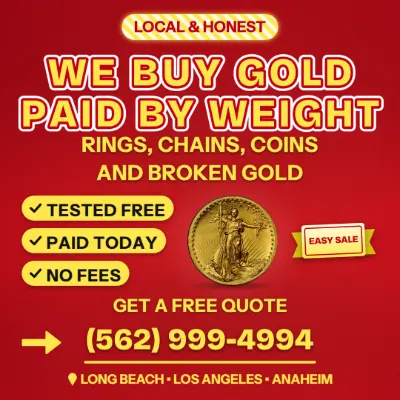 LOCAL & HONEST
WE BUY GOLD
PAID BY WEIGHT
RINGS, CHAINS, COINS
AND BROKEN GOLD
✓ TESTED FREE
✓ PAID TODAY
✓ NO FEES
EASY SALE
GET A FREE QUOTE
(562) 999-4994
LONG BEACH • LOS ANGELES • ANAHEIM